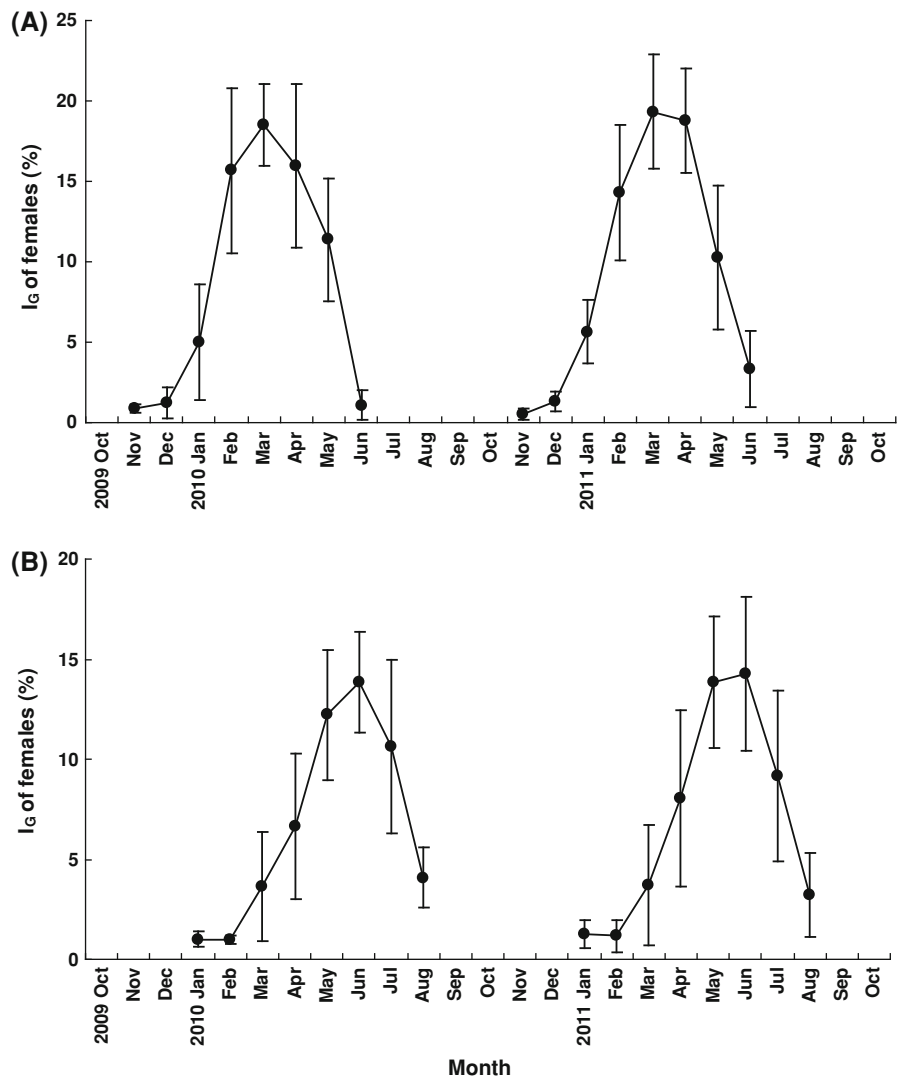 (A)
25
20
15
10
5
0
I_G of females (%)
2009 Oct
Nov
Dec
2010 Jan
Feb
Mar
Apr
May
Jun
Jul
Aug
Sep
Oct
Nov
Dec
2011 Jan
Feb
Mar
Apr
May
Jun
Jul
Aug
Sep
Oct
(B)
20
15
10
5
0
I_G of females (%)
2009 Oct
Nov
Dec
2010 Jan
Feb
Mar
Apr
May
Jun
Jul
Aug
Sep
Oct
Nov
Dec
2011 Jan
Feb
Mar
Apr
May
Jun
Jul
Aug
Sep
Oct
Month